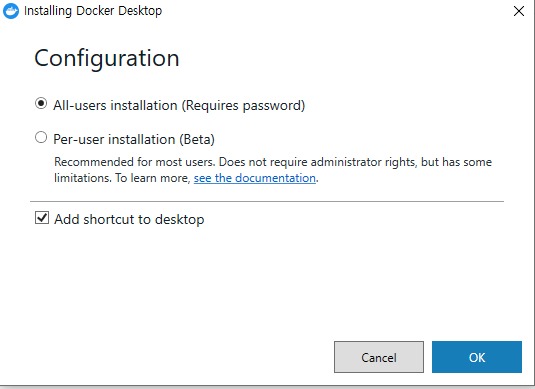 Installing Docker Desktop
Configuration
All-users installation (Requires password)
Per-user installation (Beta)
Recommended for most users. Does not require administrator rights, but has some
limitations. To learn more, see the documentation.
Add shortcut to desktop
Cancel
OK